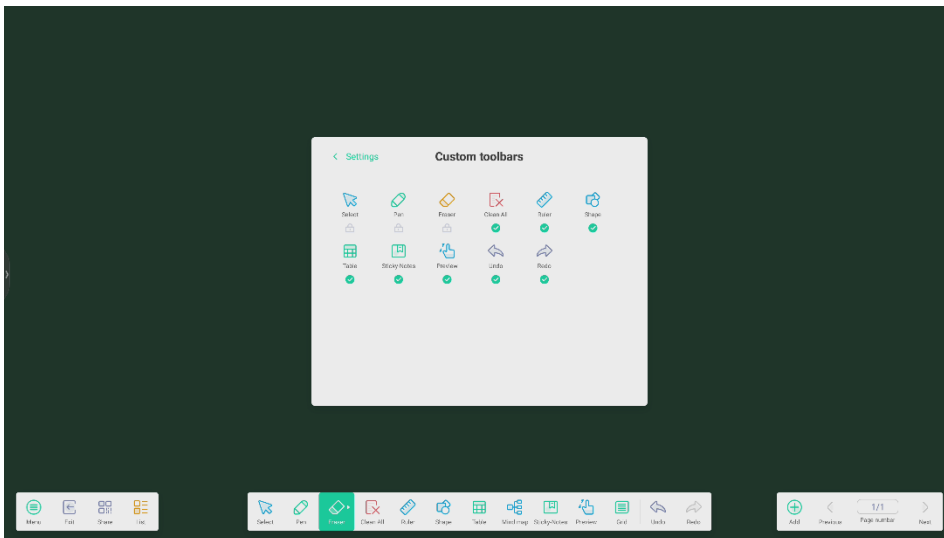 Settings
Custom toolbars
Select Pen Eraser Clean All Ruler Shape
Table Sticky Notes Preview Undo Redo
Menu Exit Share List
Select Pen Eraser Clean All Ruler Shape Table Mind map Sticky-Notes Preview Grid Undo Redo
Add Previous 1/1 Page number Next